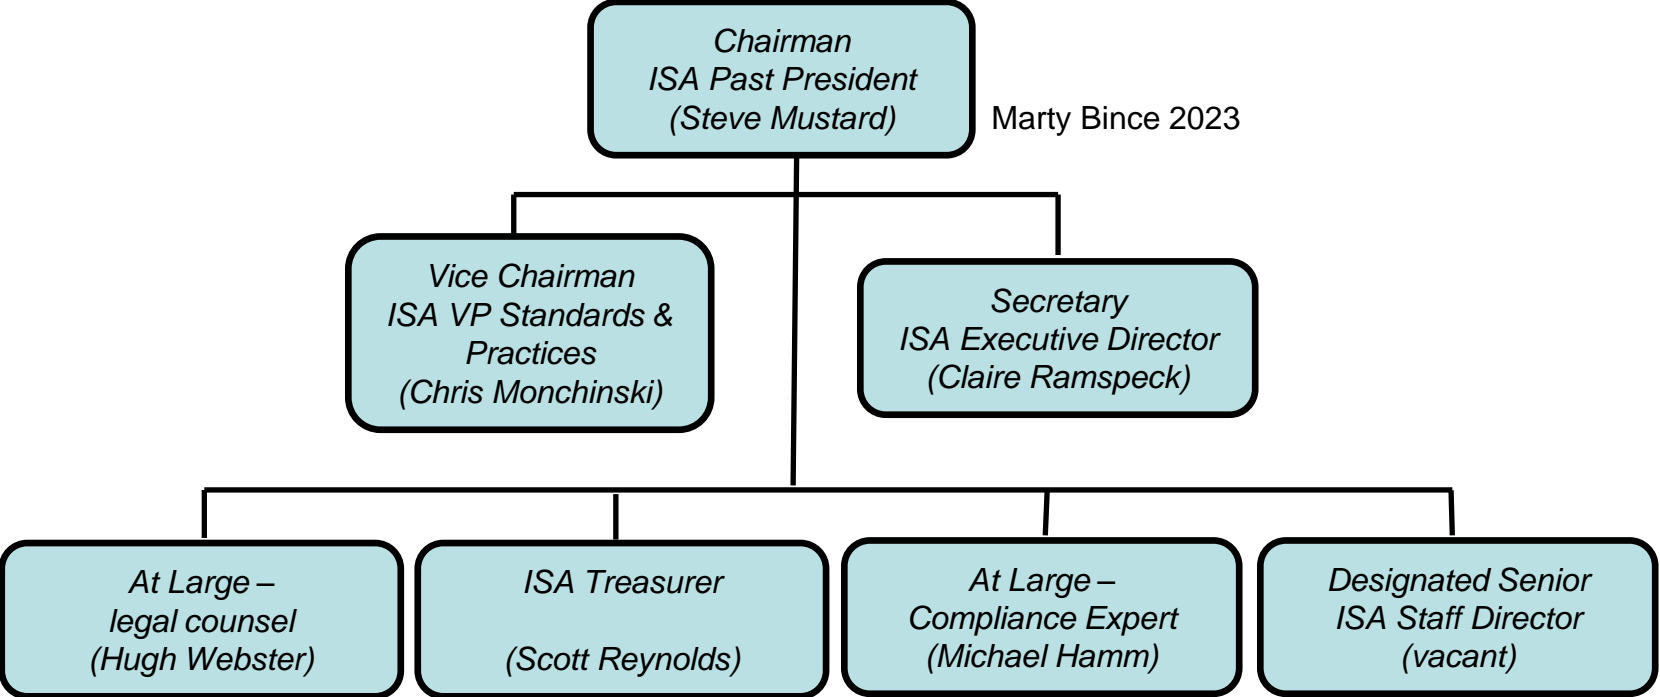 Chairman
ISA Past President
(Steve Mustard)
Marty Bince 2023
Vice Chairman
ISA VP Standards &
Practices
(Chris Monchinski)
Secretary
ISA Executive Director
(Claire Ramspeck)
At Large –
legal counsel
(Hugh Webster)
ISA Treasurer
(Scott Reynolds)
At Large –
Compliance Expert
(Michael Hamm)
Designated Senior
ISA Staff Director
(vacant)